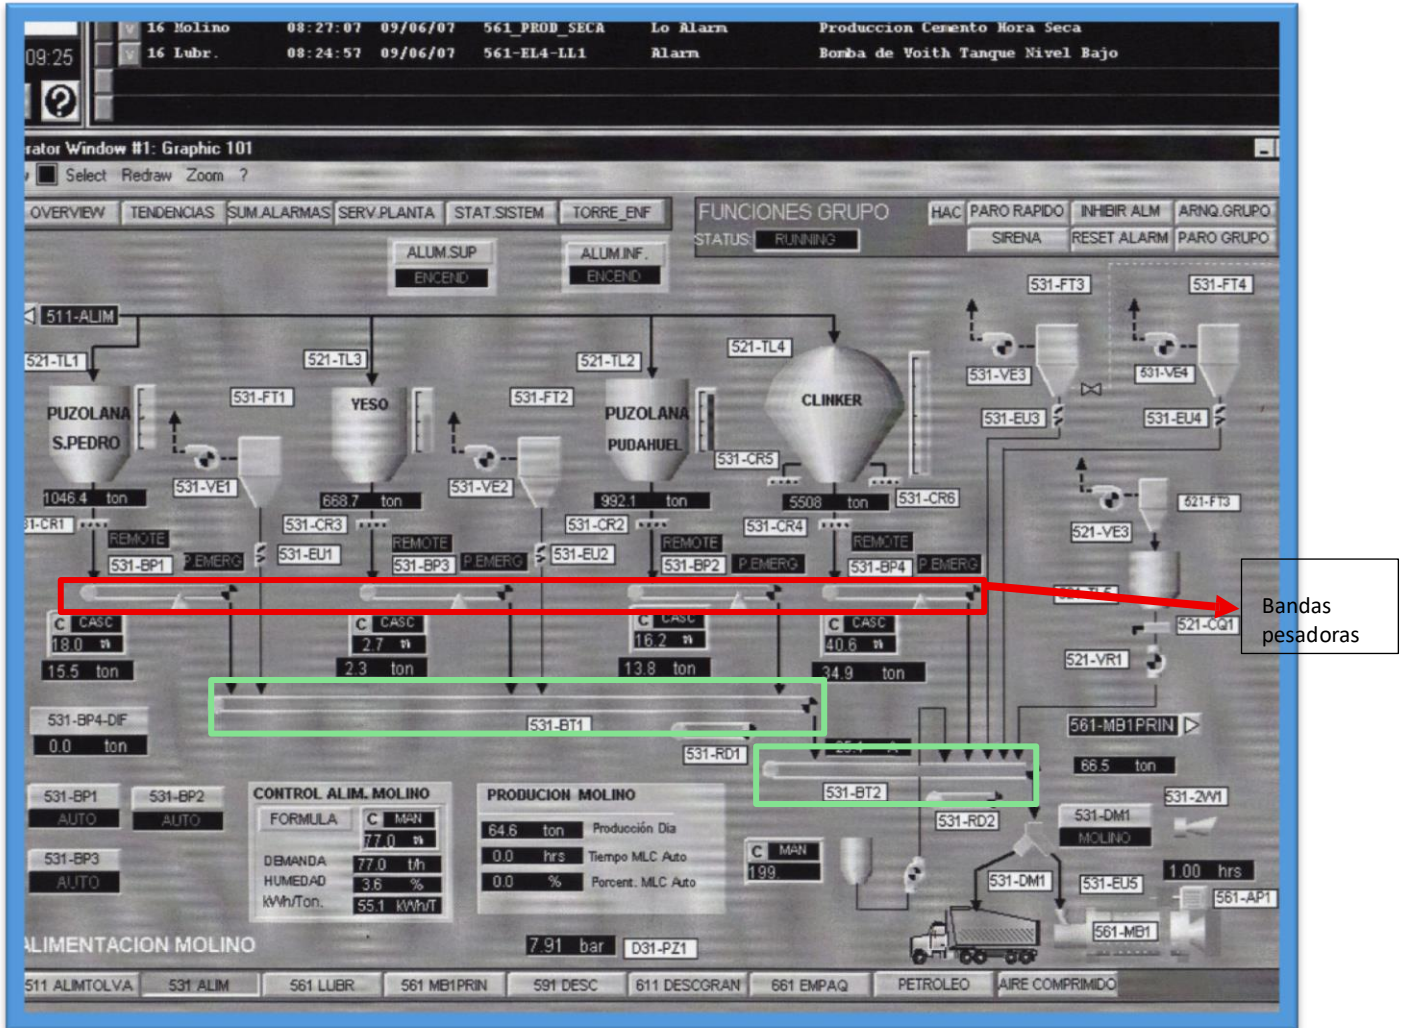 16 Molino 08:27:07 09/06/07 561_PROD_SECA Lo Alarm Produccion Cemento Hora Seca
09:25 16 Lubr. 08:24:57 09/06/07 561-EL4-LL1 Alarm Bomba de Voith Tanque Nivel Bajo
?
rator Window #1: Graphic 101
Select Redraw Zoom ?
OVERVIEW TENDENCIAS SUM.ALARMAS SERV.PLANTA STAT.SISTEM TORRE_ENF
FUNCIONES GRUPO HAC PARO RAPIDO INHIBIR ALM ARNQ.GRUPO
STATUS: RUNNING SIRENA RESET ALARM PARO GRUPO
ALUM.SUP ALUM.INF.
ENCEND ENCEND
531-FT3 531-FT4
511-ALIM
521-TL1 521-TL3 521-TL2 521-TL4
531-VE3 531-VE4
531-FT1 531-FT2
PUZOLANA S.PEDRO
YESO
PUZOLANA PUDAHUEL
CLINKER
531-EU3 531-EU4
531-CR5
531-VE1 531-VE2
1046.4 ton 668.7 ton 992.1 ton 5508 ton 531-CR6
521-FT3
31-CR1 531-CR3 531-CR2 531-CR4
521-VE3
REMOTE REMOTE REMOTE REMOTE
531-BP1 P.EMERG 531-EU1 531-BP3 P.EMERG 531-EU2 531-BP2 P.EMERG 531-BP4 P.EMERG
Bandas
pesadoras
C CASC C CASC C CASC C CASC
18.0 2.7 16.2 40.6
15.5 ton 2.3 ton 13.8 ton 34.9 ton
521-CQ1
521-VR1
531-BP4-DIF
0.0 ton
531-BT1
531-RD1
561-MB1PRIN
66.5 ton
531-BT2
531-RD2
531-BP1 531-BP2
AUTO AUTO
531-BP3
AUTO
CONTROL ALIM. MOLINO
FORMULA C MAN
77.0
DEMANDA 77.0 t/h
HUMEDAD 3.6 %
kWh/Ton. 55.1 KWh/T
PRODUCION MOLINO
64.6 ton Producción Dia
0.0 hrs Tiempo MLC Auto
0.0 % Porcent. MLC Auto
C MAN
199.
531-2W1
531-DM1
MOLINO
1.00 hrs
531-DM1 531-EU5 561-AP1
561-MB1
ALIMENTACION MOLINO 7.91 bar D31-PZ1
511 ALIMTOLVA 531 ALIM 561 LUBR 561 MB1PRIN 591 DESC 611 DESCGRAN 661 EMPAQ PETROLEO AIRE COMPRIMIDO